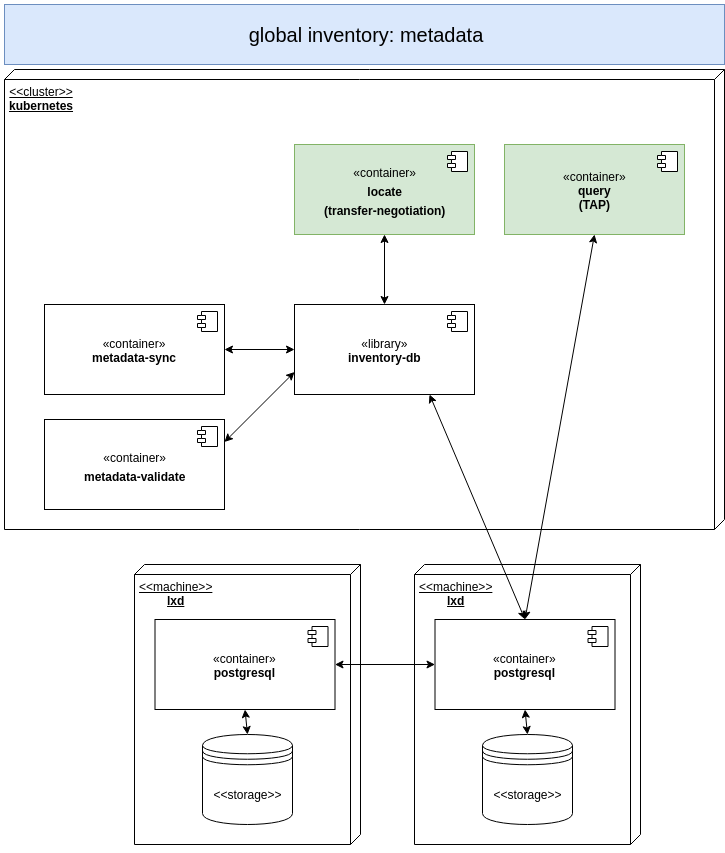 global inventory: metadata
<<cluster>>
kubernetes
«container»
locate
(transfer-negotiation)
«container»
query
(TAP)
«container»
metadata-sync
«library»
inventory-db
«container»
metadata-validate
<<machine>>
lxd
«container»
postgresql
<<storage>>
<<machine>>
lxd
«container»
postgresql
<<storage>>